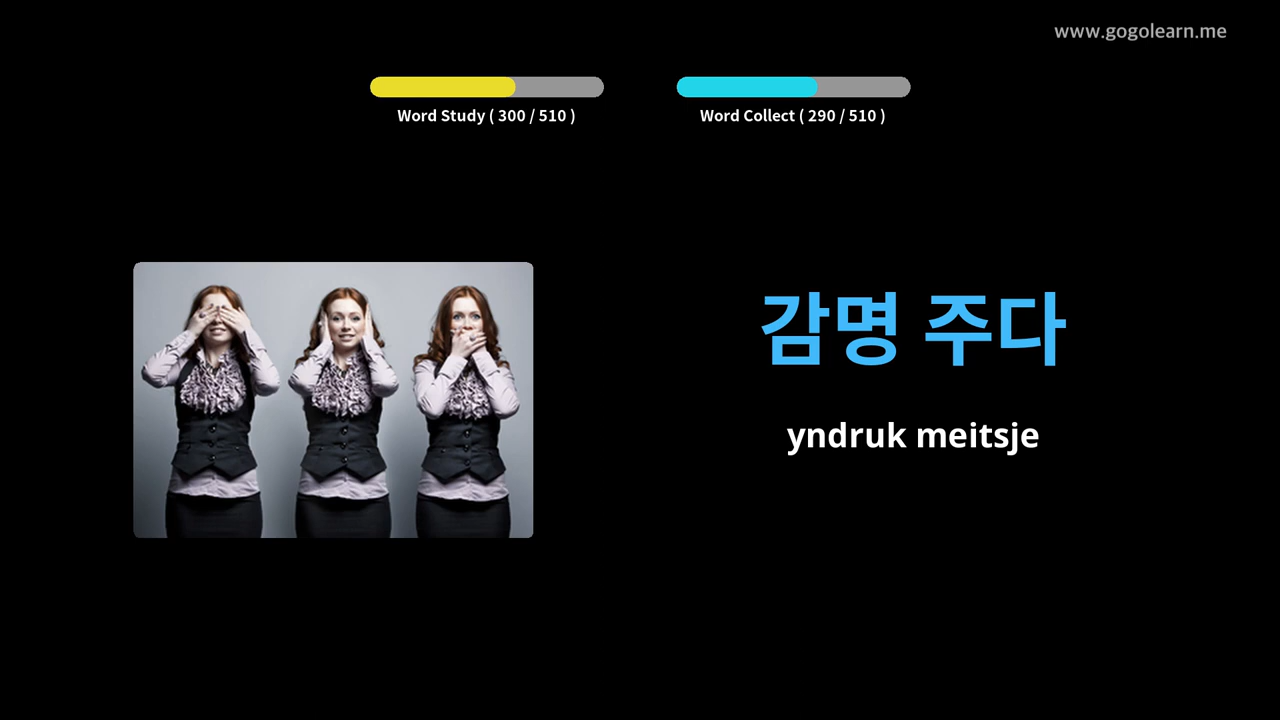 www.gogolearn.me
Word Study ( 300 / 510 )
Word Collect ( 290 / 510 )
감명 주다
yndruk meitsje